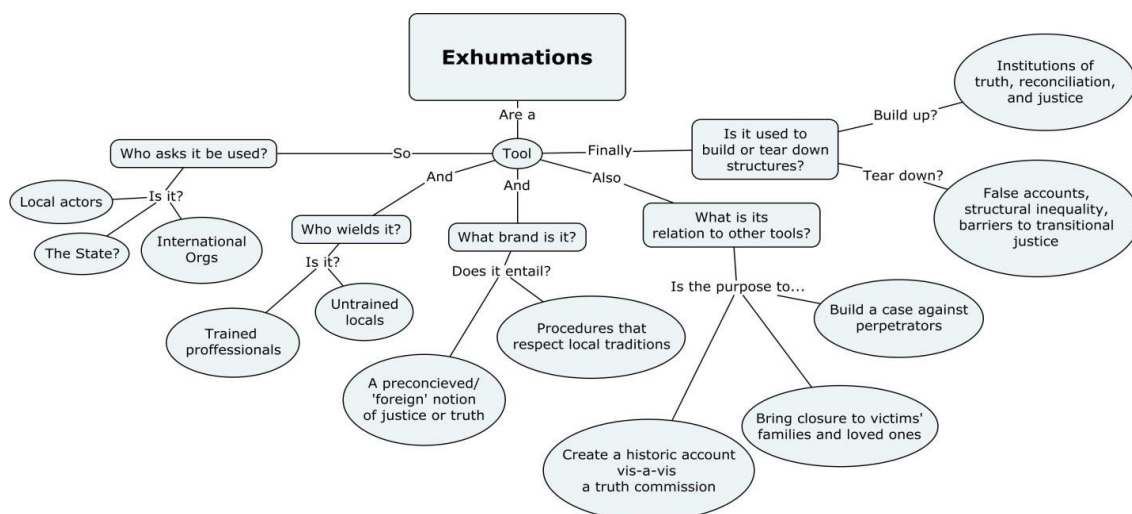 Exhumations
Are a
Tool
So
Who asks it be used?
Is it?
Local actors
The State?
International
Orgs
And
Who wields it?
Is it?
Trained
proffessionals
Untrained
locals
And
What brand is it?
Does it entail?
A preconcieved/
'foreign' notion
of justice or truth
Procedures that
respect local traditions
Also
What is its
relation to other tools?
Is the purpose to...
Create a historic account
vis-a-vis
a truth commission
Bring closure to victims'
families and loved ones
Build a case against
perpetrators
Finally
Is it used to
build or tear down
structures?
Build up?
Institutions of
truth, reconciliation,
and justice
Tear down?
False accounts,
structural inequality,
barriers to transitional
justice